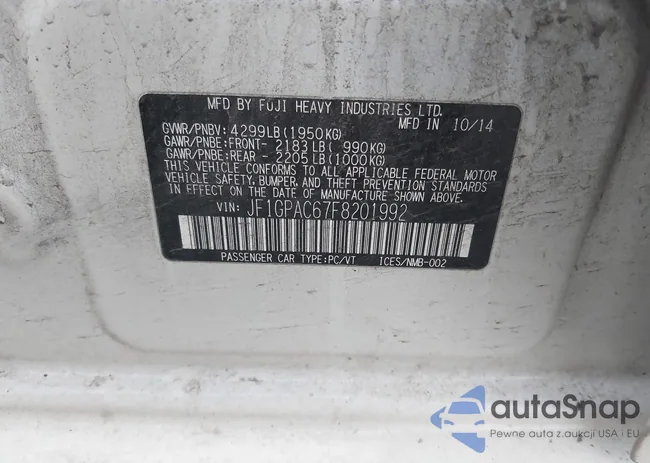 MFD BY FUJI HEAVY INDUSTRIES LTD.
MFD IN 10/14
GVWR/PNBV: 4299LB(1950KG)
GAWR/PNBE:FRONT- 2183LB( 990KG)
GAWR/PNBE:REAR - 2205LB(1000KG)
THIS VEHICLE CONFORMS TO ALL APPLICABLE FEDERAL MOTOR
VEHICLE SAFETY, BUMPER, AND THEFT PREVENTION STANDARDS
IN EFFECT ON THE DATE OF MANUFACTURE SHOWN ABOVE.
VIN: JF1GPAC67F8201992
PASSENGER CAR TYPE:PC/VT ICES/NMB-002
autaSnap
Pewne auta z aukcji USA i EU